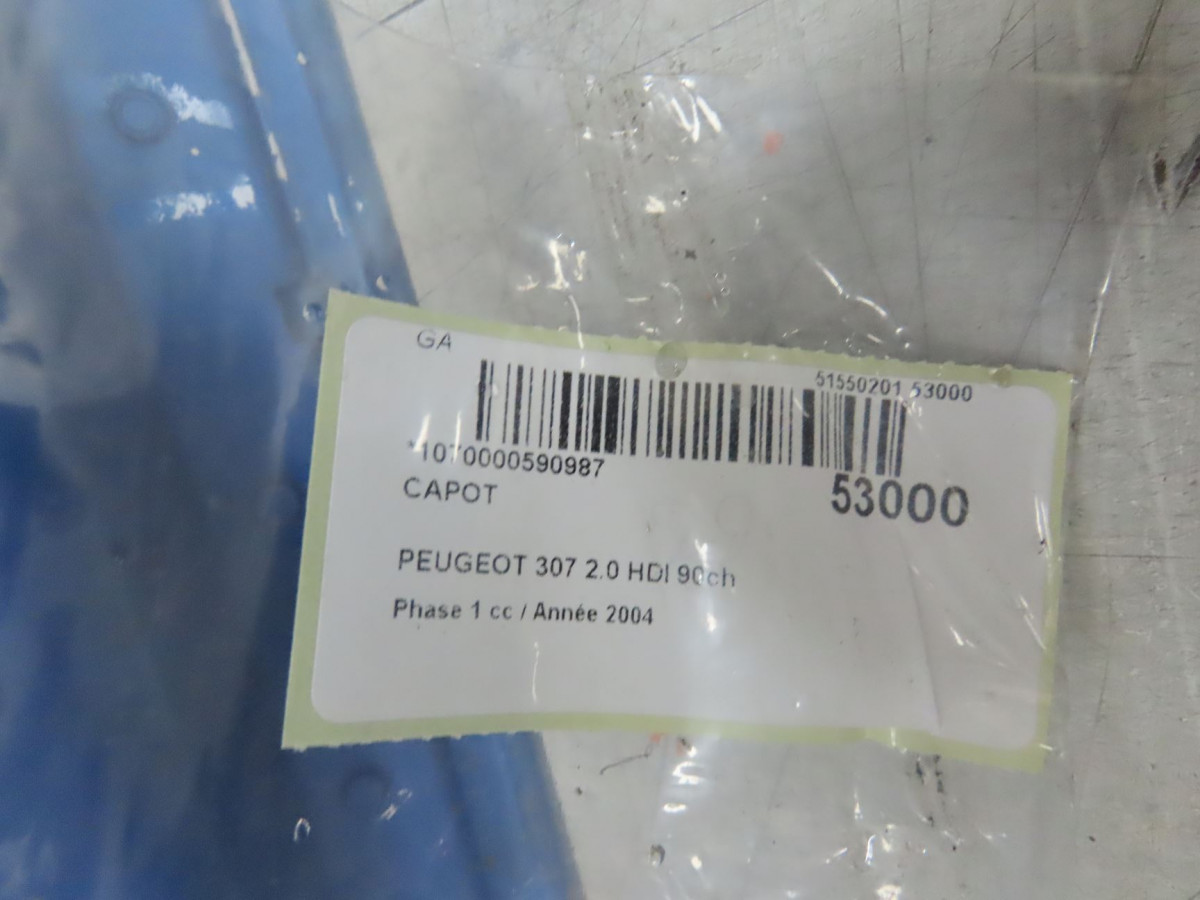 GA
51550201 53000
*1070000590987
53000
CAPOT
PEUGEOT 307 2.0 HDI 90ch
Phase 1 cc / Année 2004